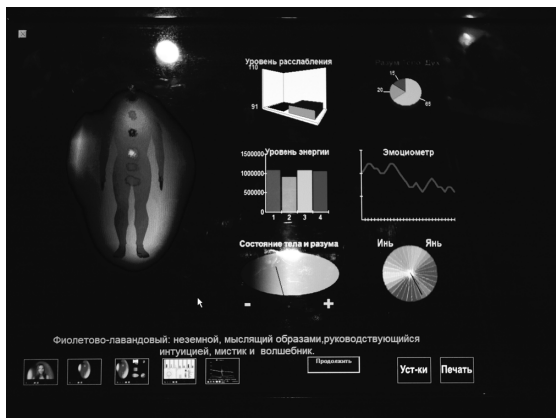 Уровень расслабления
110
91
15
20
65
Уровень энергии
1500000
1000000
500000
0
1 2 3 4
Эмоциометр
Состояние тела и разума
- +
Инь Янь
Фиолетово-лавандовый: неземной, мыслящий образами,руководствующийся
интуицией, мистик и волшебник.
Продолжить
Уст-ки
Печать